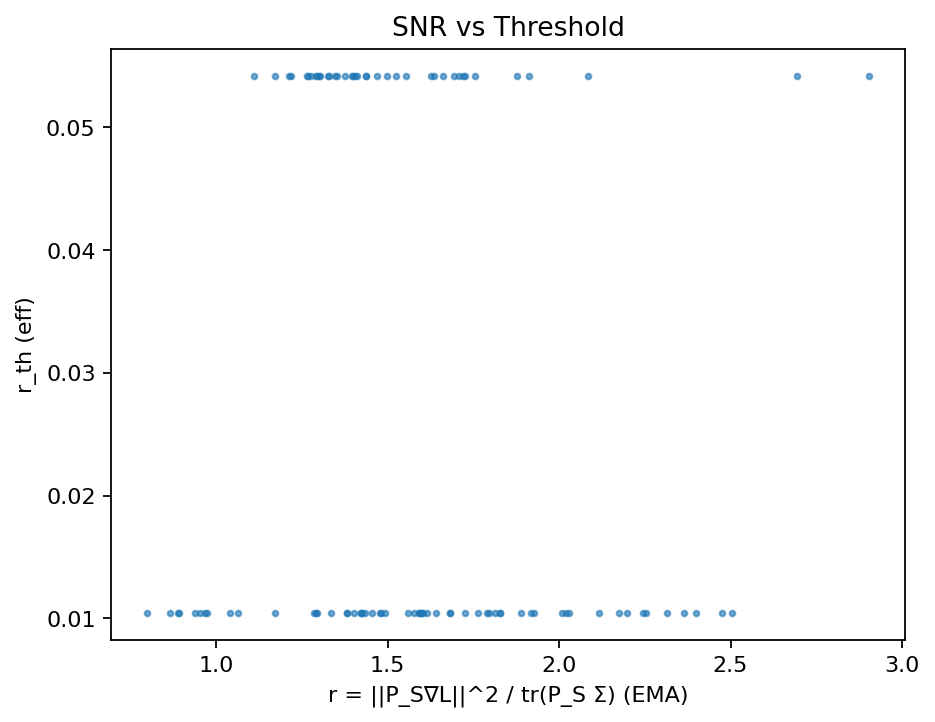 SNR vs Threshold
r_th (eff)
0.05
0.04
0.03
0.02
0.01
1.0 1.5 2.0 2.5 3.0
r = ||P_S∇L||^2 / tr(P_S Σ) (EMA)